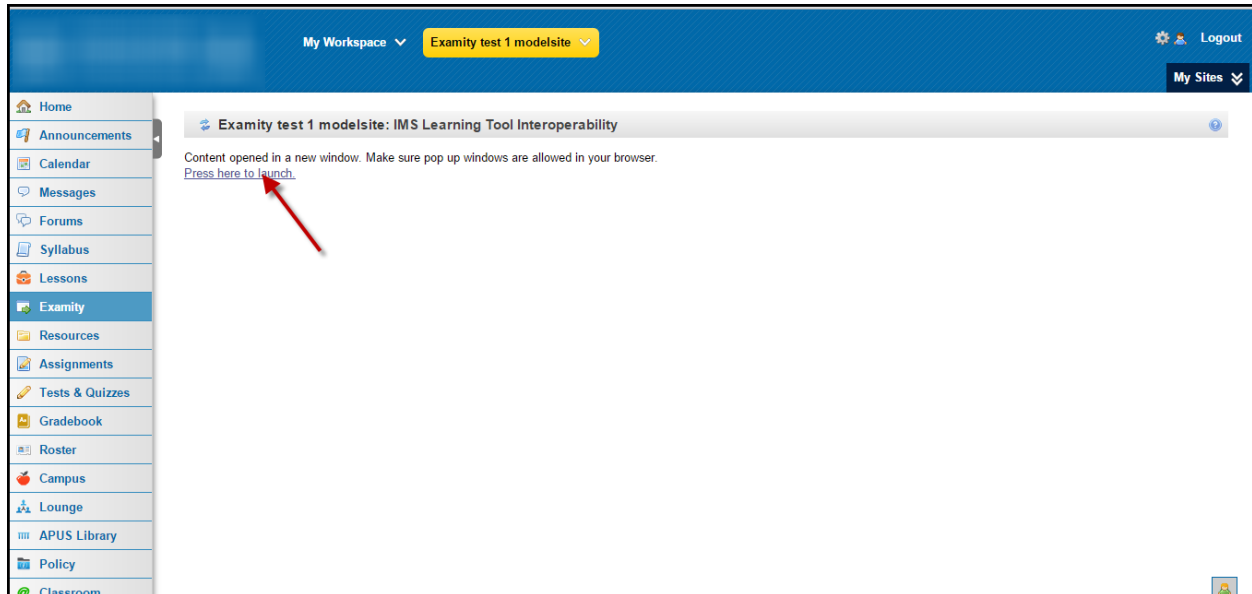 My Workspace
Examity test 1 modelsite
Logout
My Sites
Home
Announcements
Calendar
Messages
Forums
Syllabus
Lessons
Examity
Resources
Assignments
Tests & Quizzes
Gradebook
Roster
Campus
Lounge
APUS Library
Policy
Classroom
Examity test 1 modelsite: IMS Learning Tool Interoperability
Content opened in a new window. Make sure pop up windows are allowed in your browser.
Press here to launch.